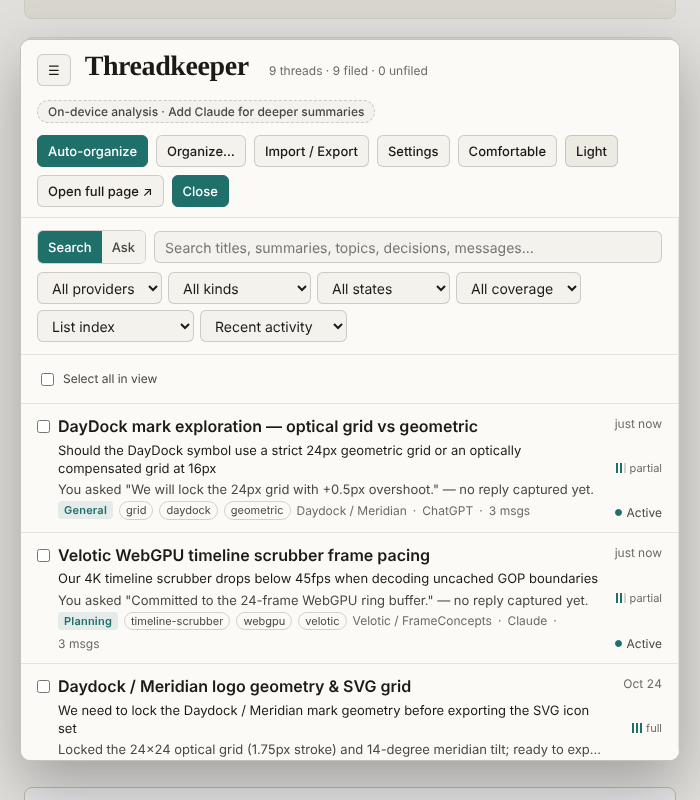 ☰ Threadkeeper 9 threads · 9 filed · 0 unfiled
On-device analysis · Add Claude for deeper summaries
Auto-organize Organize... Import / Export Settings Comfortable Light
Open full page ↗ Close
Search Ask Search titles, summaries, topics, decisions, messages...
All providers All kinds All states All coverage
List index Recent activity
Select all in view
DayDock mark exploration — optical grid vs geometric just now
Should the DayDock symbol use a strict 24px geometric grid or an optically
compensated grid at 16px partial
You asked "We will lock the 24px grid with +0.5px overshoot." — no reply captured yet.
General grid daydock geometric Daydock / Meridian · ChatGPT · 3 msgs Active
Velotic WebGPU timeline scrubber frame pacing just now
Our 4K timeline scrubber drops below 45fps when decoding uncached GOP boundaries
You asked "Committed to the 24-frame WebGPU ring buffer." — no reply captured yet. partial
Planning timeline-scrubber webgpu velotic Velotic / FrameConcepts · Claude ·
3 msgs Active
Daydock / Meridian logo geometry & SVG grid Oct 24
We need to lock the Daydock / Meridian mark geometry before exporting the SVG icon
set full
Locked the 24×24 optical grid (1.75px stroke) and 14-degree meridian tilt; ready to exp...